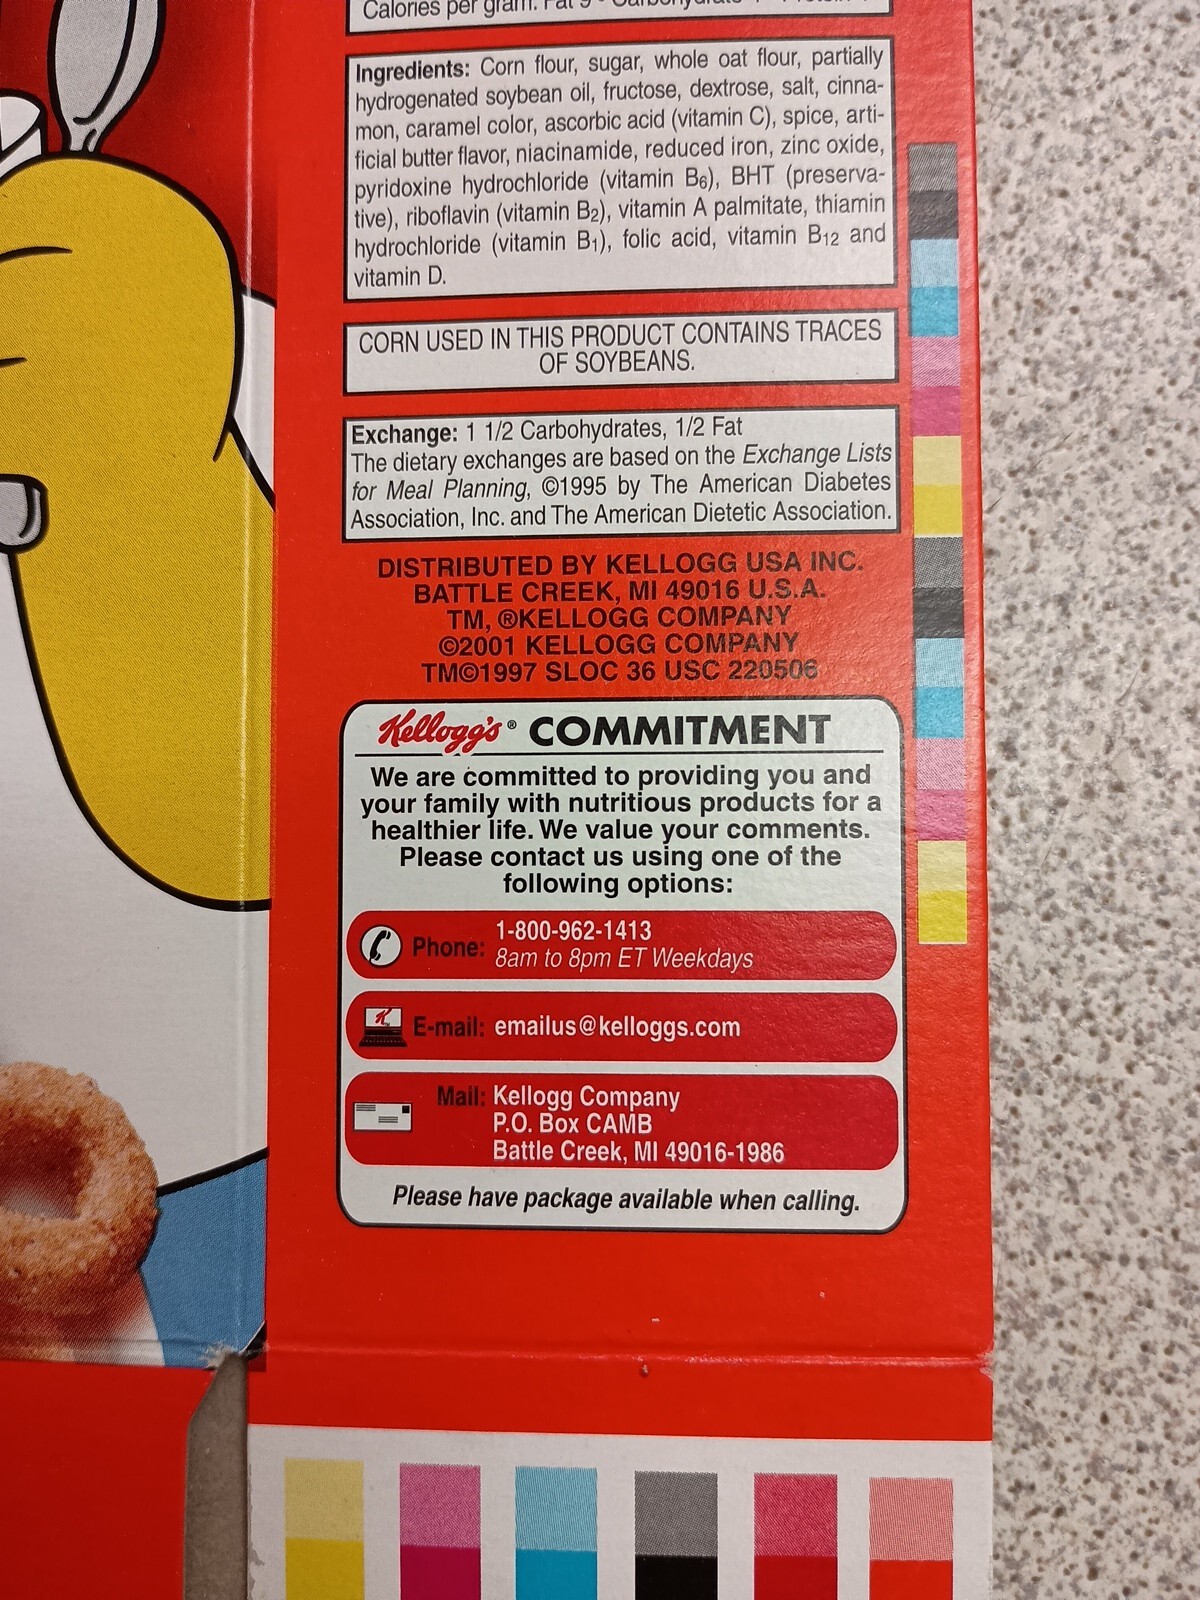 Calories per gram: Fat 9 • Carbohydrate 4 • Protein 4
Ingredients: Corn flour, sugar, whole oat flour, partially
hydrogenated soybean oil, fructose, dextrose, salt, cinna-
mon, caramel color, ascorbic acid (vitamin C), spice, arti-
ficial butter flavor, niacinamide, reduced iron, zinc oxide,
pyridoxine hydrochloride (vitamin B6), BHT (preserva-
tive), riboflavin (vitamin B2), vitamin A palmitate, thiamin
hydrochloride (vitamin B1), folic acid, vitamin B12 and
vitamin D.
CORN USED IN THIS PRODUCT CONTAINS TRACES
OF SOYBEANS.
Exchange: 1 1/2 Carbohydrates, 1/2 Fat
The dietary exchanges are based on the Exchange Lists
for Meal Planning, ©1995 by The American Diabetes
Association, Inc. and The American Dietetic Association.
DISTRIBUTED BY KELLOGG USA INC.
BATTLE CREEK, MI 49016 U.S.A.
TM, ®KELLOGG COMPANY
©2001 KELLOGG COMPANY
TM©1997 SLOC 36 USC 220506
Kellogg's® COMMITMENT
We are committed to providing you and
your family with nutritious products for a
healthier life. We value your comments.
Please contact us using one of the
following options:
Phone: 1-800-962-1413
8am to 8pm ET Weekdays
E-mail: emailus@kelloggs.com
Mail: Kellogg Company
P.O. Box CAMB
Battle Creek, MI 49016-1986
Please have package available when calling.